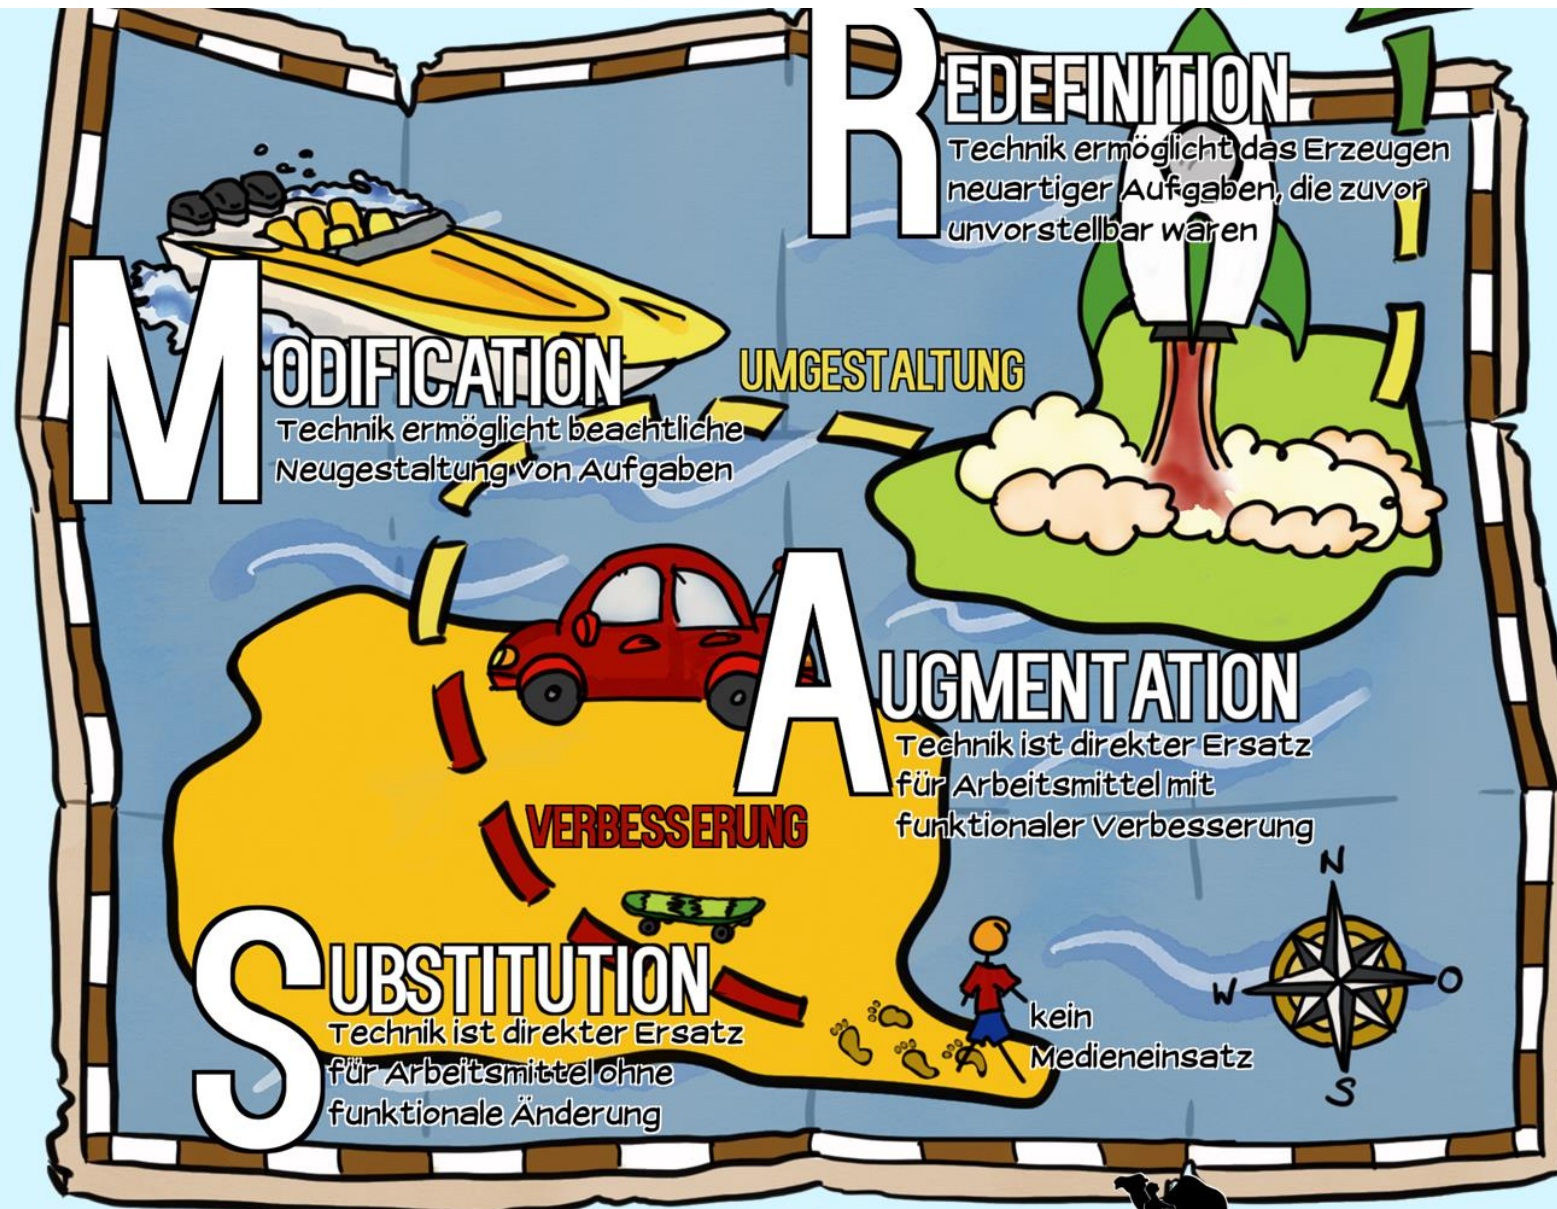 REDEFINITION
Technik ermöglicht das Erzeugen
neuartiger Aufgaben, die zuvor
unvorstellbar wären
MODIFICATION
Technik ermöglicht beachtliche
Neugestaltung von Aufgaben
UMGESTALTUNG
AUGMENTATION
Technik ist direkter Ersatz
für Arbeitsmittel mit
funktionaler Verbesserung
VERBESSERUNG
SUBSTITUTION
Technik ist direkter Ersatz
für Arbeitsmittel ohne
funktionale Änderung
kein
Medieneinsatz
N
W
O
S